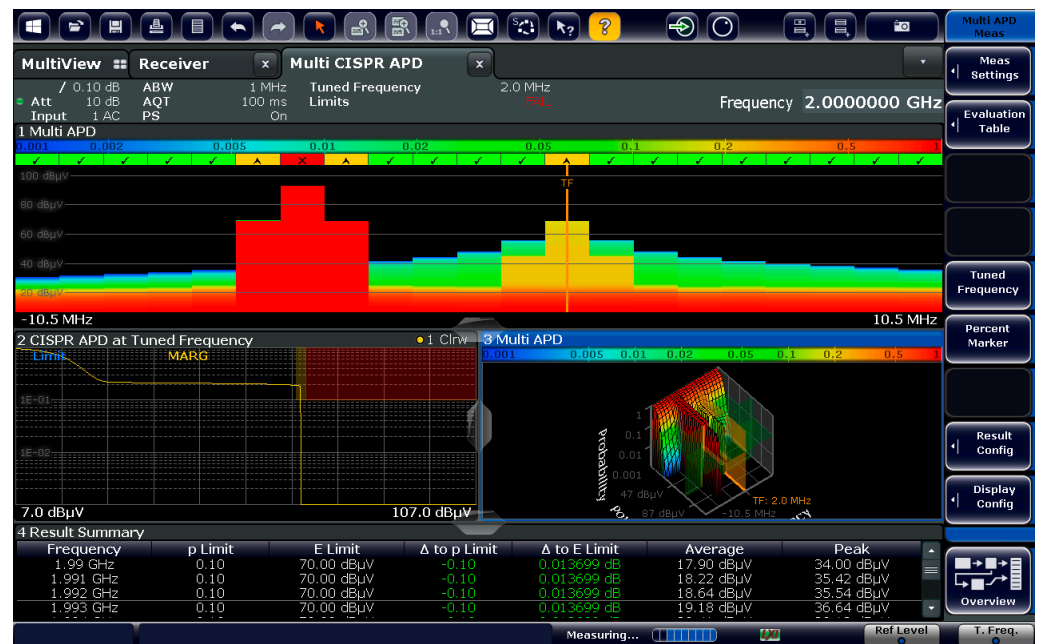 Multi APD
Meas
MultiView
Receiver
x
Multi CISPR APD
x
/ 0.10 dB ABW 1 MHz Tuned Frequency 2.0 MHz
Att 10 dB AQT 100 ms Limits FAIL
Input 1 AC PS On
Frequency 2.0000000 GHz
1 Multi APD
0.001 0.002 0.005 0.01 0.02 0.05 0.1 0.2 0.5 1
100 dBµV
TF
80 dBµV
60 dBµV
40 dBµV
20 dBµV
-10.5 MHz 10.5 MHz
2 CISPR APD at Tuned Frequency 1 Clrw
Limit MARG
1E-01
1E-02
7.0 dBµV 107.0 dBµV
3 Multi APD
0.001 0.005 0.01 0.02 0.05 0.1 0.2 0.5 1
1
0.1
0.01
0.001
Probability
47 dBµV
87 dBµV
-10.5 MHz
TF: 2.0 MHz
4 Result Summary
Frequency p Limit E Limit Δ to p Limit Δ to E Limit Average Peak
1.99 GHz 0.10 70.00 dBµV -0.10 0.013699 dB 17.90 dBµV 34.00 dBµV
1.991 GHz 0.10 70.00 dBµV -0.10 0.013699 dB 18.22 dBµV 35.42 dBµV
1.992 GHz 0.10 70.00 dBµV -0.10 0.013699 dB 18.64 dBµV 35.54 dBµV
1.993 GHz 0.10 70.00 dBµV -0.10 0.013699 dB 19.18 dBµV 36.64 dBµV
Measuring...
Ref Level
T. Freq.
Meas
Settings
Evaluation
Table
Tuned
Frequency
Percent
Marker
Result
Config
Display
Config
Overview